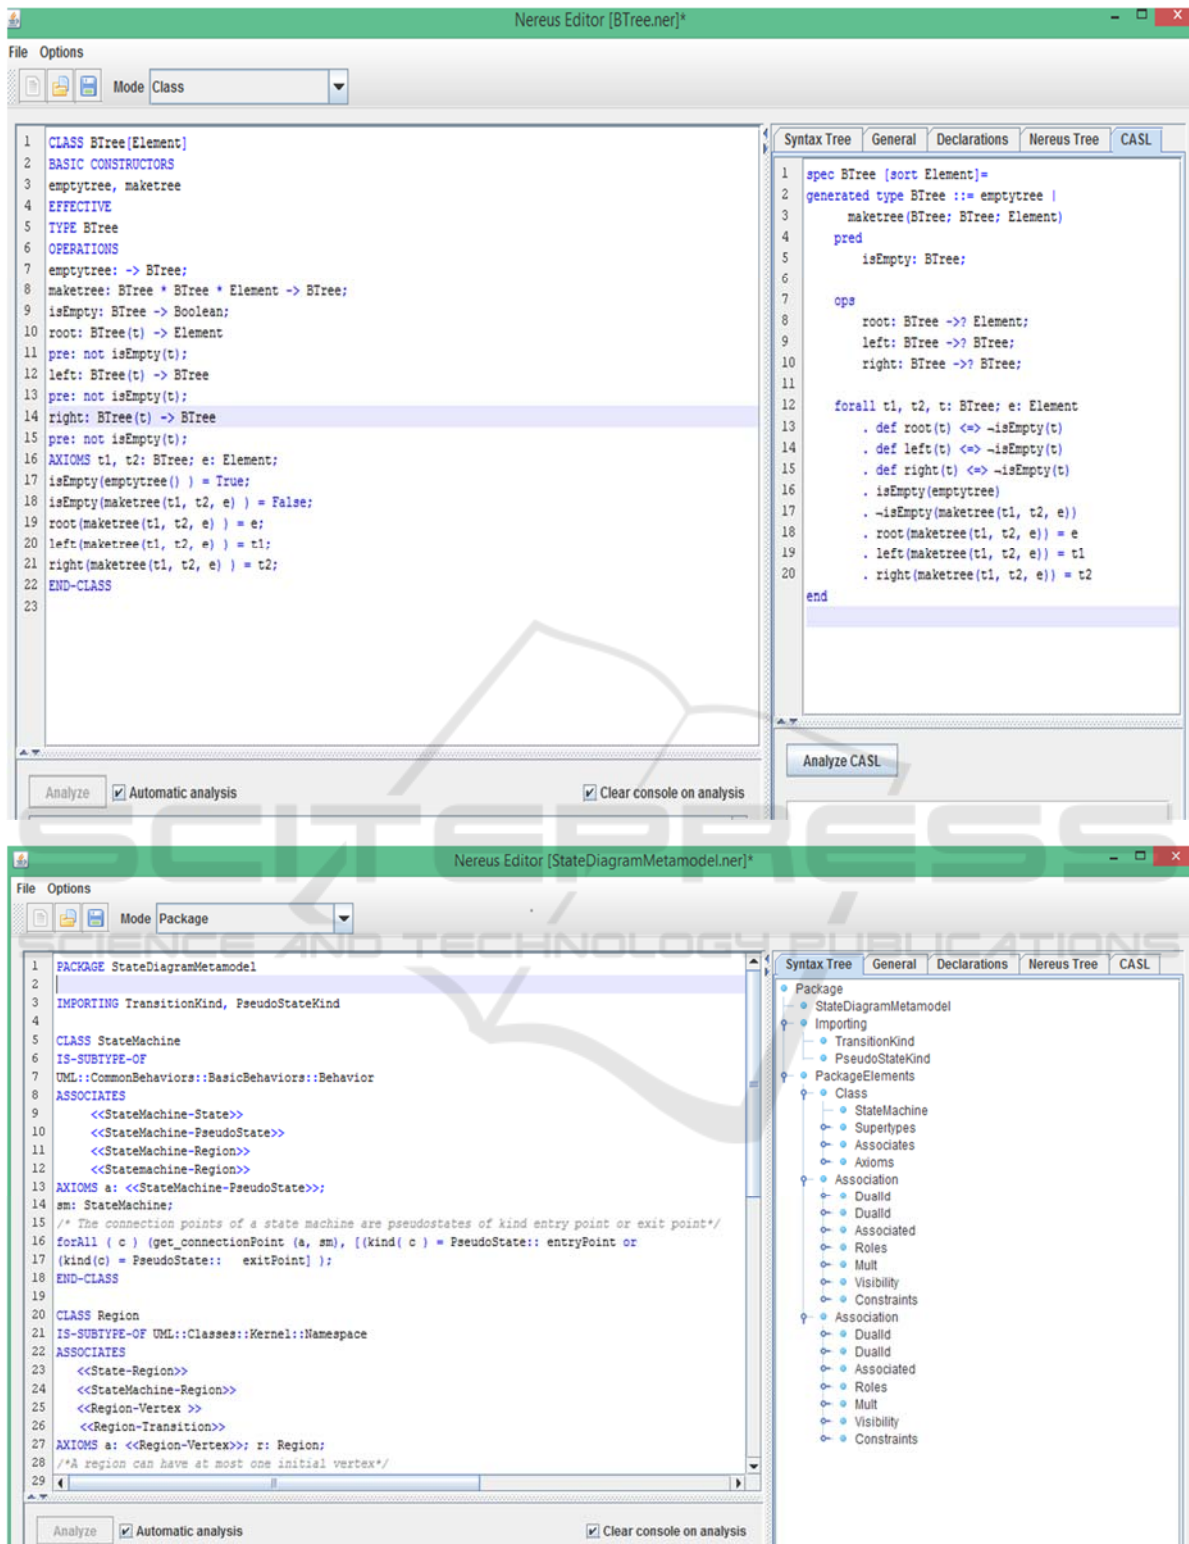 Nereus Editor [BTree.ner]*
File Options
Mode Class
1 CLASS BTree[Element]
2 BASIC CONSTRUCTORS
3 emptytree, maketree
4 EFFECTIVE
5 TYPE BTree
6 OPERATIONS
7 emptytree: -> BTree;
8 maketree: BTree * BTree * Element -> BTree;
9 isEmpty: BTree -> Boolean;
10 root: BTree(t) -> Element
11 pre: not isEmpty(t);
12 left: BTree(t) -> BTree
13 pre: not isEmpty(t);
14 right: BTree(t) -> BTree
15 pre: not isEmpty(t);
16 AXIOMS t1, t2: BTree; e: Element;
17 isEmpty(emptytree() ) = True;
18 isEmpty(maketree(t1, t2, e) ) = False;
19 root(maketree(t1, t2, e) ) = e;
20 left(maketree(t1, t2, e) ) = t1;
21 right(maketree(t1, t2, e) ) = t2;
22 END-CLASS
23
Analyze Automatic analysis Clear console on analysis
Syntax Tree General Declarations Nereus Tree CASL
1 spec BTree [sort Element]=
2 generated type BTree ::= emptytree |
3 maketree(BTree; BTree; Element)
4 pred
5 isEmpty: BTree;
6
7 ops
8 root: BTree ->? Element;
9 left: BTree ->? BTree;
10 right: BTree ->? BTree;
11
12 forall t1, t2, t: BTree; e: Element
13 . def root(t) <=> ¬isEmpty(t)
14 . def left(t) <=> ¬isEmpty(t)
15 . def right(t) <=> ¬isEmpty(t)
16 . isEmpty(emptytree)
17 . ¬isEmpty(maketree(t1, t2, e))
18 . root(maketree(t1, t2, e)) = e
19 . left(maketree(t1, t2, e)) = t1
20 . right(maketree(t1, t2, e)) = t2
end
Analyze CASL
SCITEPRESS
SCIENCE AND TECHNOLOGY PUBLICATIONS
Nereus Editor [StateDiagramMetamodel.ner]*
File Options
Mode Package
1 PACKAGE StateDiagramMetamodel
2
3 IMPORTING TransitionKind, PseudoStateKind
4
5 CLASS StateMachine
6 IS-SUBTYPE-OF
7 UML::CommonBehaviors::BasicBehaviors::Behavior
8 ASSOCIATES
9 <<StateMachine-State>>
10 <<StateMachine-PseudoState>>
11 <<StateMachine-Region>>
12 <<Statemachine-Region>>
13 AXIOMS a: <<StateMachine-PseudoState>>;
14 sm: StateMachine;
15 /* The connection points of a state machine are pseudostates of kind entry point or exit point*/
16 forAll ( c ) (get_connectionPoint (a, sm), [(kind( c ) = PseudoState:: entryPoint or
17 (kind(c) = PseudoState:: exitPoint] );
18 END-CLASS
19
20 CLASS Region
21 IS-SUBTYPE-OF UML::Classes::Kernel::Namespace
22 ASSOCIATES
23 <<State-Region>>
24 <<StateMachine-Region>>
25 <<Region-Vertex >>
26 <<Region-Transition>>
27 AXIOMS a: <<Region-Vertex>>; r: Region;
28 /*A region can have at most one initial vertex*/
29
Analyze Automatic analysis Clear console on analysis
Syntax Tree General Declarations Nereus Tree CASL
Package
StateDiagramMetamodel
Importing
TransitionKind
PseudoStateKind
PackageElements
Class
StateMachine
Supertypes
Associates
Axioms
Association
DualId
DualId
Associated
Roles
Mult
Visibility
Constraints
Association
DualId
DualId
Associated
Roles
Mult
Visibility
Constraints